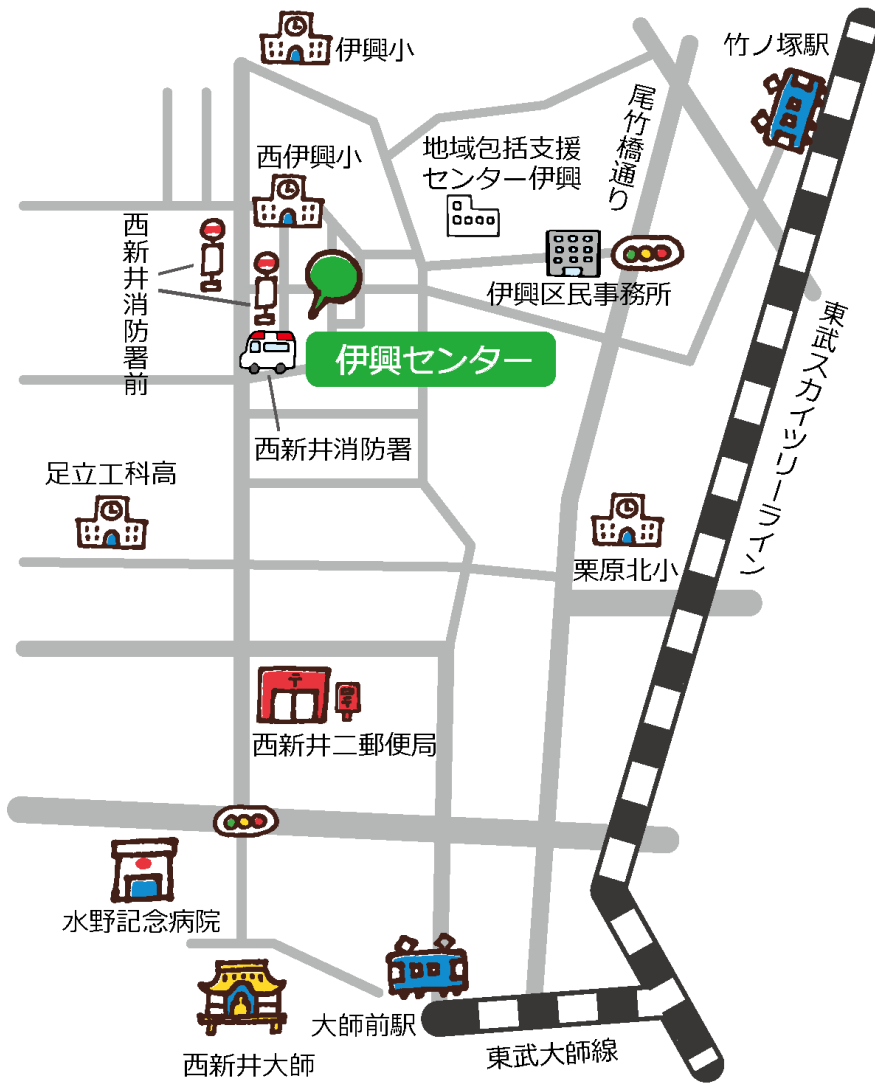 伊興小
竹ノ塚駅
尾竹橋通り
西伊興小
地域包括支援
センター伊興
西新井消防署前
伊興区民事務所
伊興センター
東武スカイツリーライン
西新井消防署
足立工科高
栗原北小
〒
西新井二郵便局
水野記念病院
大師前駅
東武大師線
西新井大師